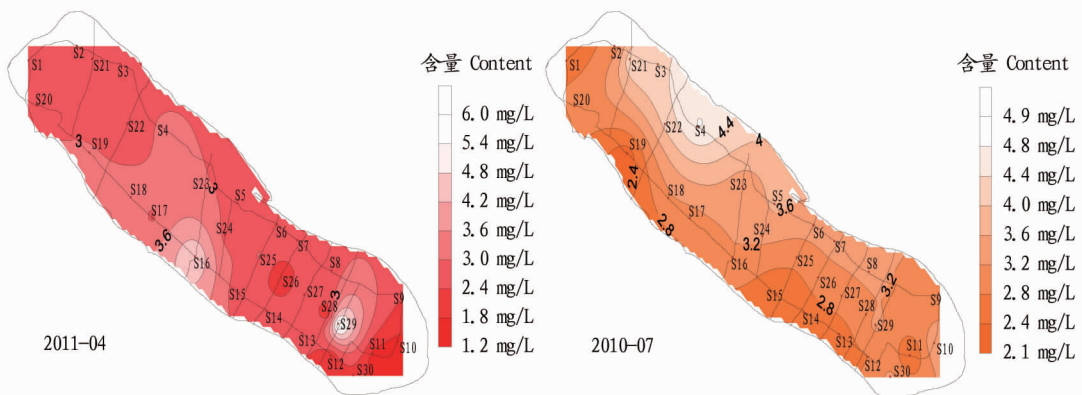 S1
S2
S21
S3
S20
S22
S4
3
S19
S18
S23
3
S5
S17
3.6
S24
S6
S7
S16
S25
S8
S26
S27
3
S15
S28
S9
S14
S29
S13
S11
S10
S12
S30
2011-04
含量 Content
6.0 mg/L
5.4 mg/L
4.8 mg/L
4.2 mg/L
3.6 mg/L
3.0 mg/L
2.4 mg/L
1.8 mg/L
1.2 mg/L
S1
S2
S21
S3
S20
S22
S4
4.4
4
S19
2.4
S18
S23
S5
3.6
S17
2.8
S24
S6
3.2
S7
S16
S25
S8
S26
3.2
S15
S27
S9
2.8
S28
S14
S29
S13
S11
S10
S12
S30
2010-07
含量 Content
4.9 mg/L
4.8 mg/L
4.4 mg/L
4.0 mg/L
3.6 mg/L
3.2 mg/L
2.8 mg/L
2.4 mg/L
2.1 mg/L